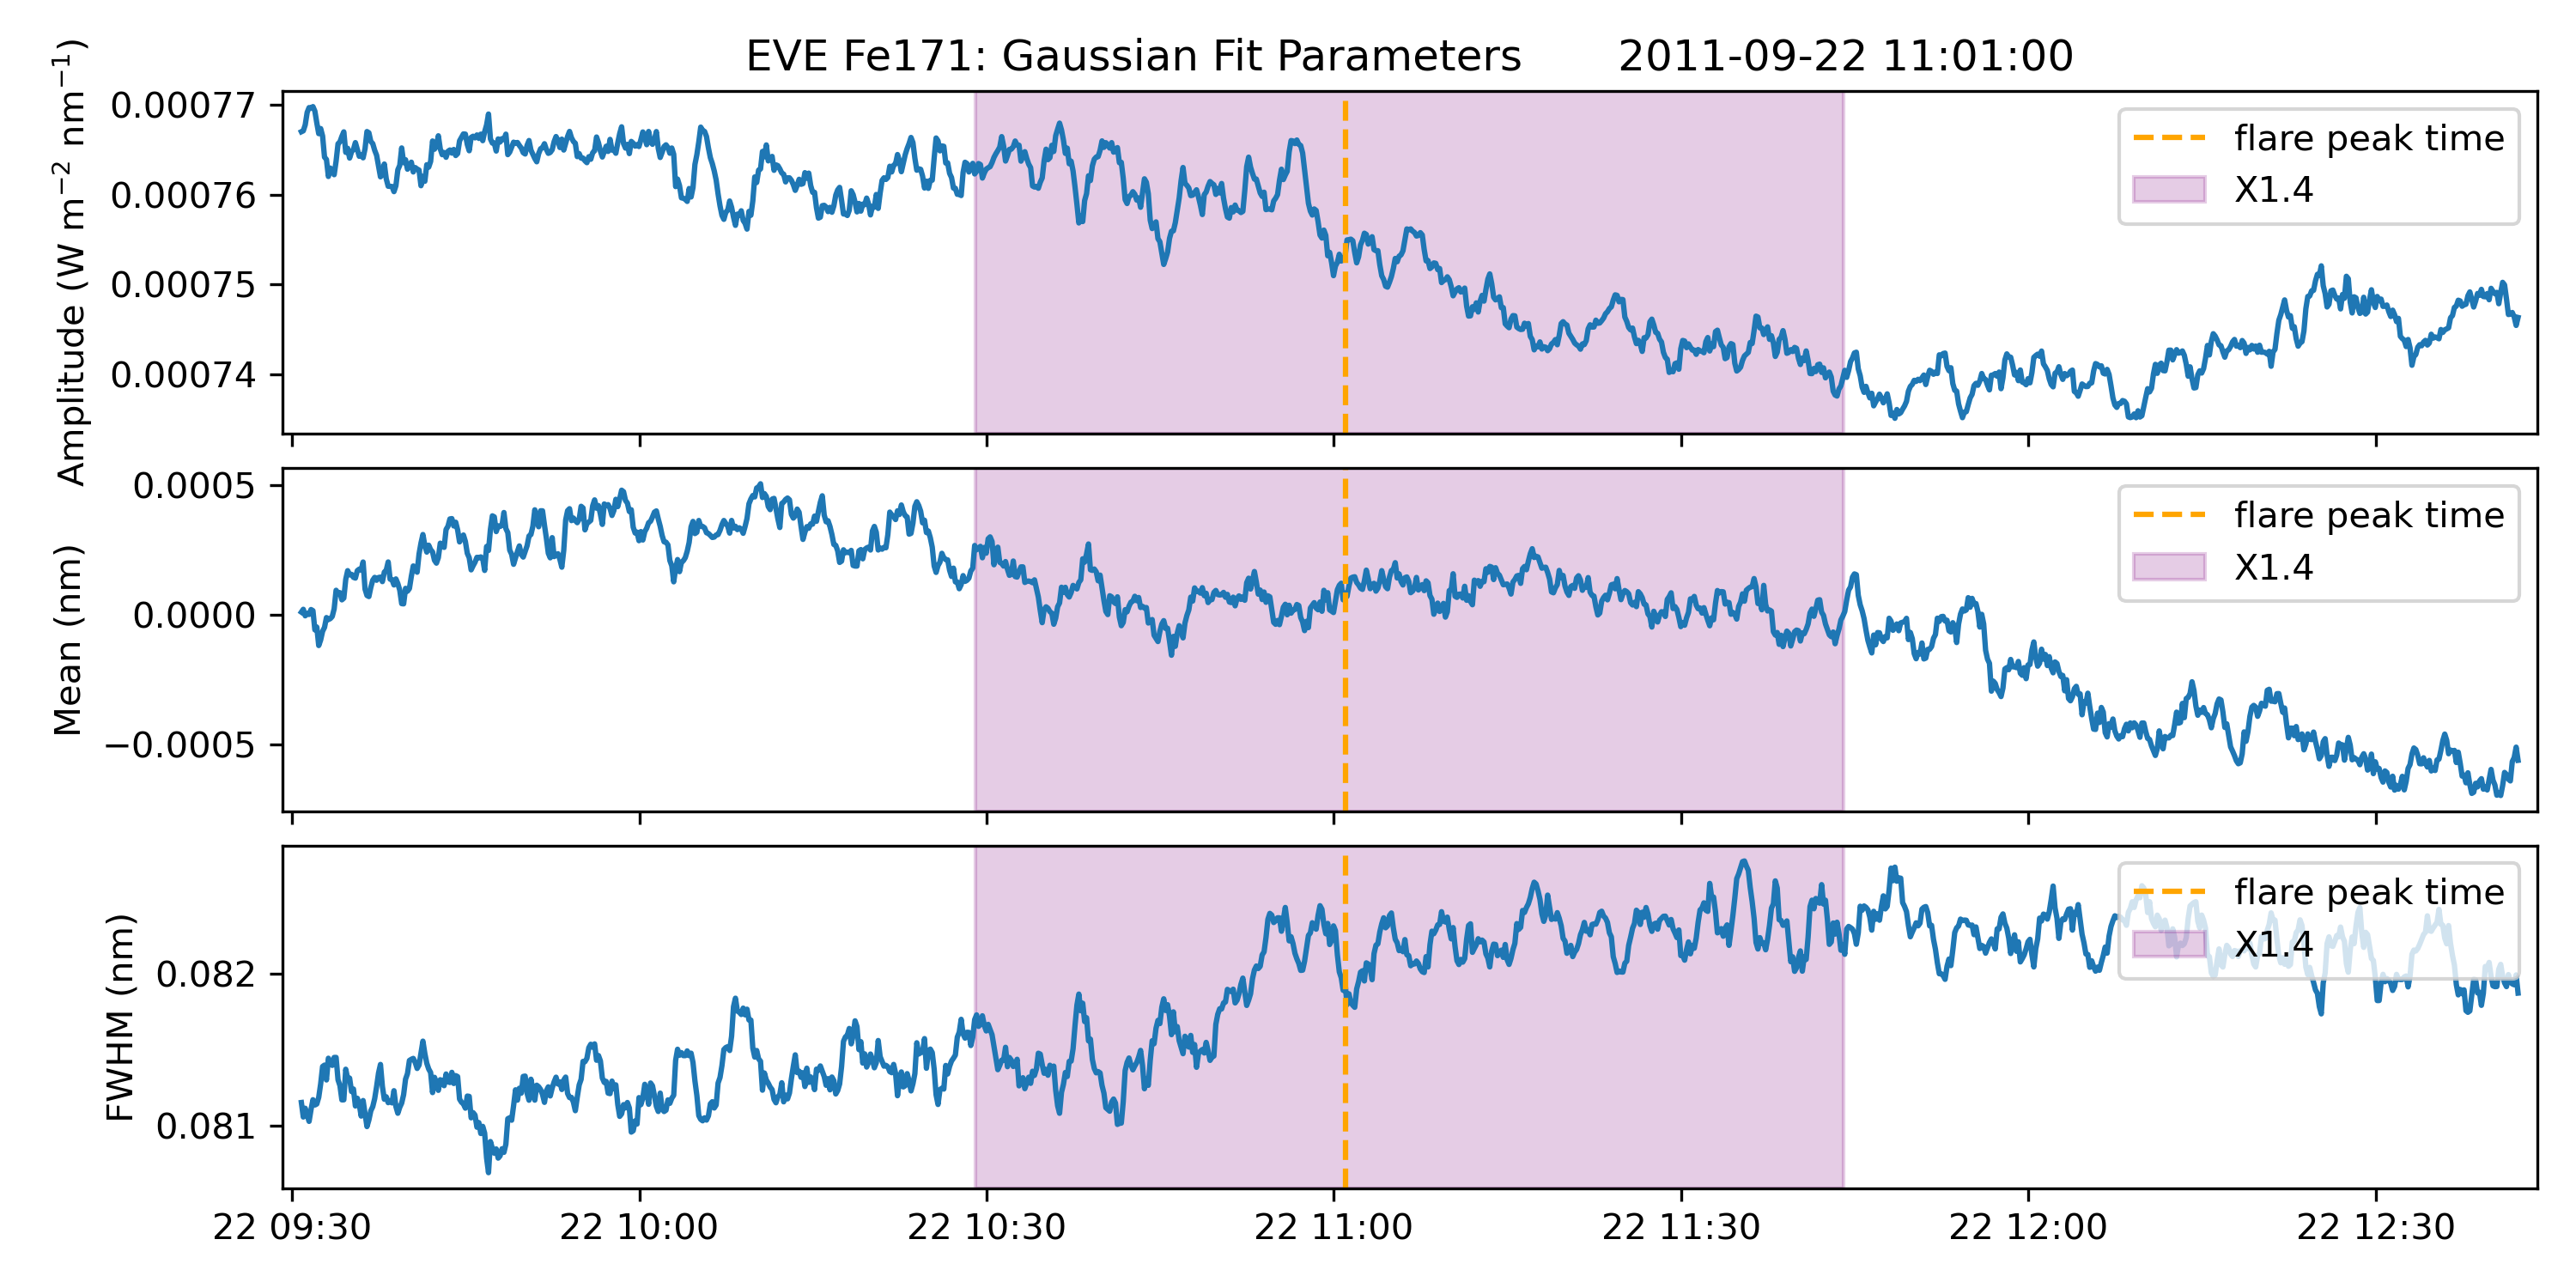 EVE Fe171: Gaussian Fit Parameters 2011-09-22 11:01:00
Amplitude (W m⁻² nm⁻¹)
0.00077
0.00076
0.00075
0.00074
flare peak time
X1.4
Mean (nm)
0.0005
0.0000
−0.0005
flare peak time
X1.4
FWHM (nm)
0.082
0.081
flare peak time
X1.4
22 09:30 22 10:00 22 10:30 22 11:00 22 11:30 22 12:00 22 12:30